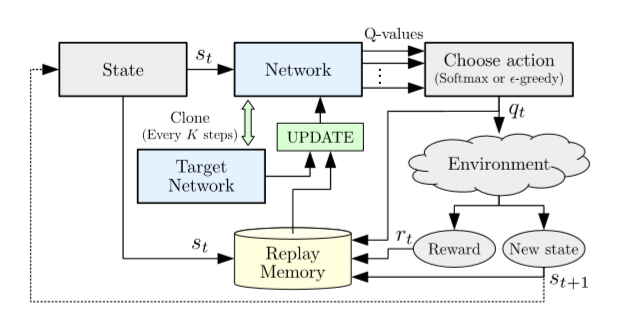 Q-values
State
s_t
Network
Choose action
(Softmax or ϵ-greedy)
q_t
Clone
(Every K steps)
UPDATE
Target
Network
Environment
s_t
Replay
Memory
r_t
Reward
New state
s_{t+1}